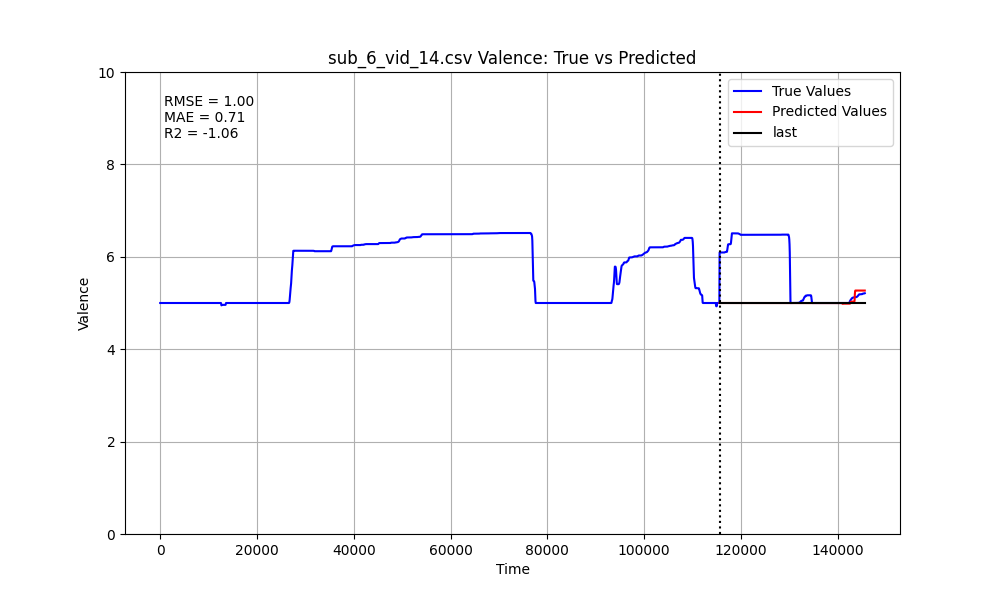 sub_6_vid_14.csv Valence: True vs Predicted
RMSE = 1.00
MAE = 0.71
R2 = -1.06
True Values
Predicted Values
last
Valence
10
8
6
4
2
0
0
20000
40000
60000
80000
100000
120000
140000
Time